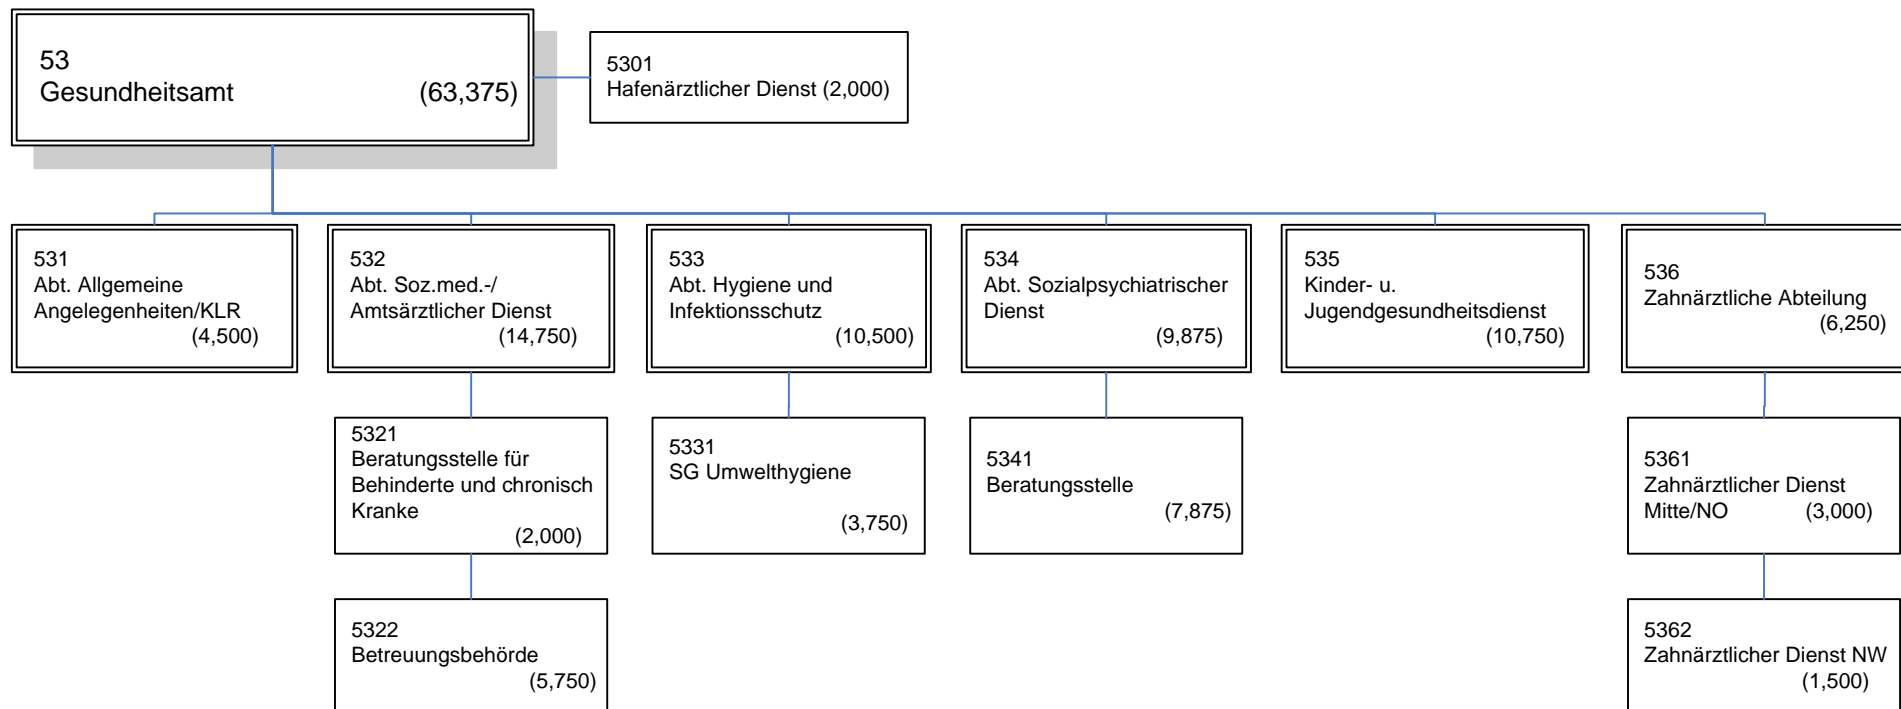 53
Gesundheitsamt (63,375)
5301
Hafenärztlicher Dienst (2,000)
531
Abt. Allgemeine
Angelegenheiten/KLR
(4,500)
532
Abt. Soz.med.-/
Amtsärztlicher Dienst
(14,750)
533
Abt. Hygiene und
Infektionsschutz
(10,500)
534
Abt. Sozialpsychiatrischer
Dienst
(9,875)
535
Kinder- u.
Jugendgesundheitsdienst
(10,750)
536
Zahnärztliche Abteilung
(6,250)
5321
Beratungsstelle für
Behinderte und chronisch
Kranke
(2,000)
5331
SG Umwelthygiene
(3,750)
5341
Beratungsstelle
(7,875)
5361
Zahnärztlicher Dienst
Mitte/NO (3,000)
5322
Betreuungsbehörde
(5,750)
5362
Zahnärztlicher Dienst NW
(1,500)